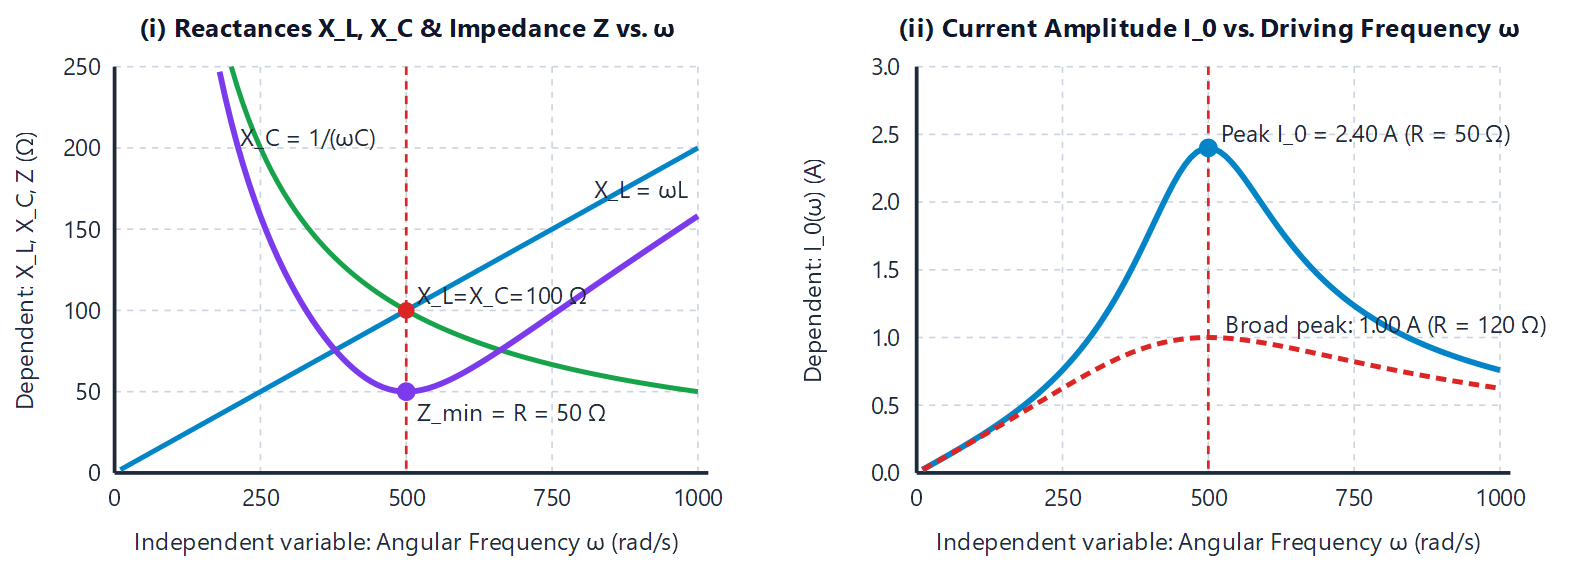 (i) Reactances X_L, X_C & Impedance Z vs. ω
250
200
150
100
50
0
0
250
500
750
1000
Dependent: X_L, X_C, Z (Ω)
Independent variable: Angular Frequency ω (rad/s)
X_C = 1/(ωC)
X_L = ωL
X_L=X_C=100 Ω
Z_min = R = 50 Ω
(ii) Current Amplitude I_0 vs. Driving Frequency ω
3.0
2.5
2.0
1.5
1.0
0.5
0.0
0
250
500
750
1000
Dependent: I_0(ω) (A)
Independent variable: Angular Frequency ω (rad/s)
Peak I_0 = 2.40 A (R = 50 Ω)
Broad peak: 1.00 A (R = 120 Ω)